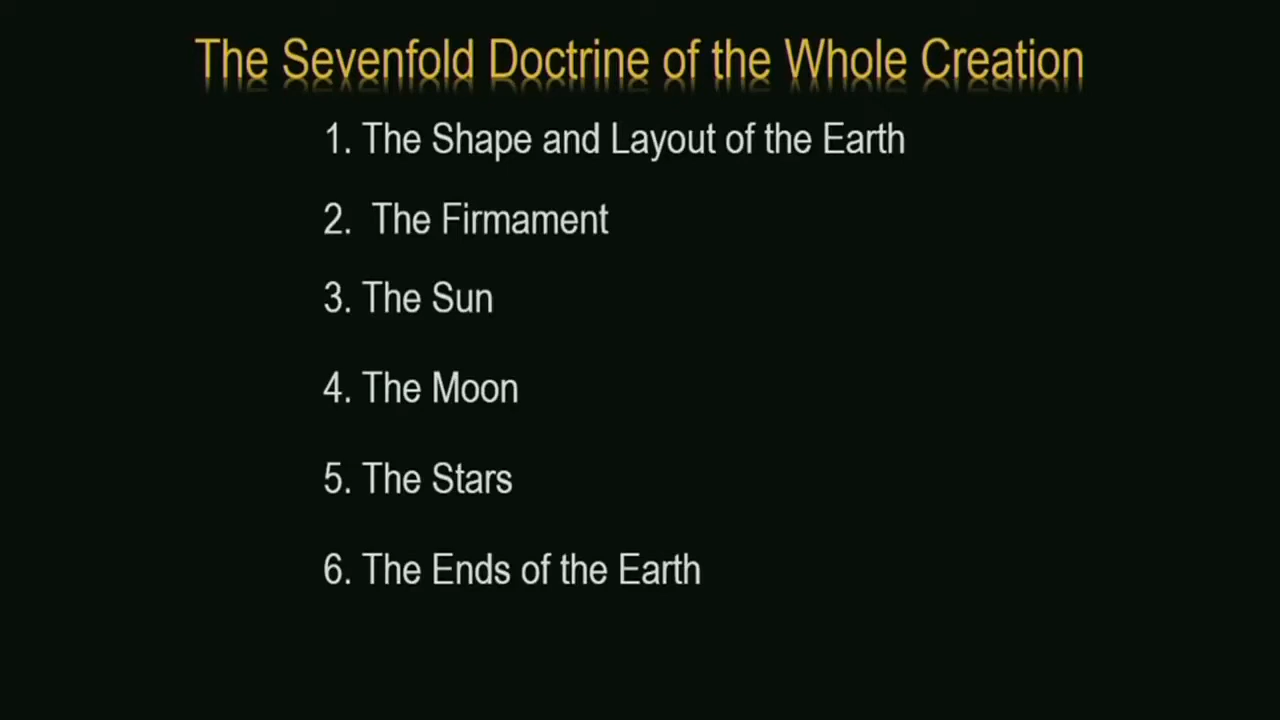 The Sevenfold Doctrine of the Whole Creation
1. The Shape and Layout of the Earth
2. The Firmament
3. The Sun
4. The Moon
5. The Stars
6. The Ends of the Earth